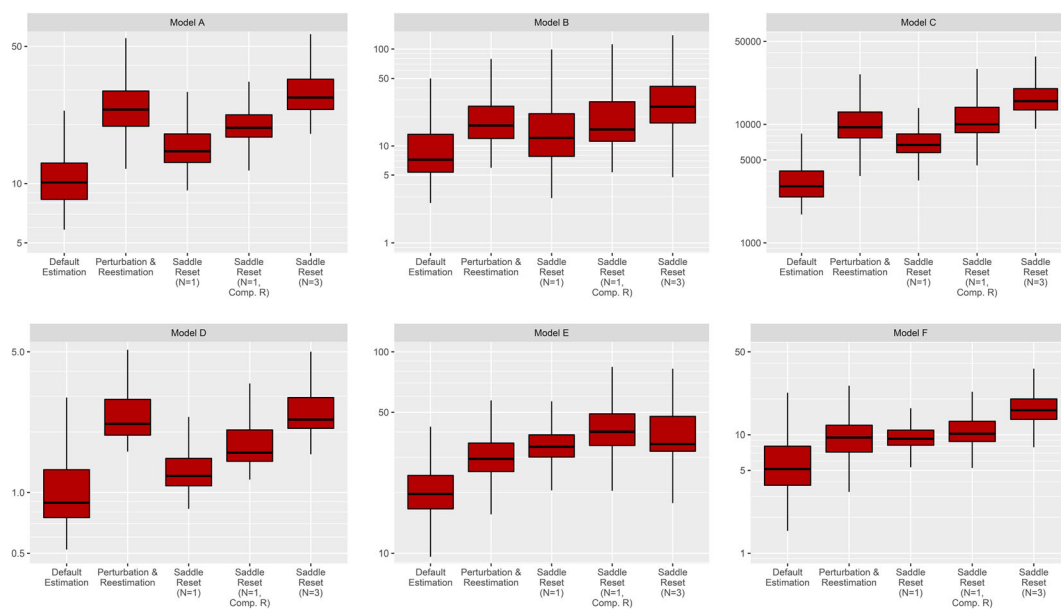 Model A
50
10
5
Default
Estimation
Perturbation &
Reestimation
Saddle
Reset
(N=1)
Saddle
Reset
(N=1,
Comp. R)
Saddle
Reset
(N=3)
Model B
100
50
10
5
1
Default
Estimation
Perturbation &
Reestimation
Saddle
Reset
(N=1)
Saddle
Reset
(N=1,
Comp. R)
Saddle
Reset
(N=3)
Model C
50000
10000
5000
1000
Default
Estimation
Perturbation &
Reestimation
Saddle
Reset
(N=1)
Saddle
Reset
(N=1,
Comp. R)
Saddle
Reset
(N=3)
Model D
5.0
1.0
0.5
Default
Estimation
Perturbation &
Reestimation
Saddle
Reset
(N=1)
Saddle
Reset
(N=1,
Comp. R)
Saddle
Reset
(N=3)
Model E
100
50
10
Default
Estimation
Perturbation &
Reestimation
Saddle
Reset
(N=1)
Saddle
Reset
(N=1,
Comp. R)
Saddle
Reset
(N=3)
Model F
50
10
5
1
Default
Estimation
Perturbation &
Reestimation
Saddle
Reset
(N=1)
Saddle
Reset
(N=1,
Comp. R)
Saddle
Reset
(N=3)